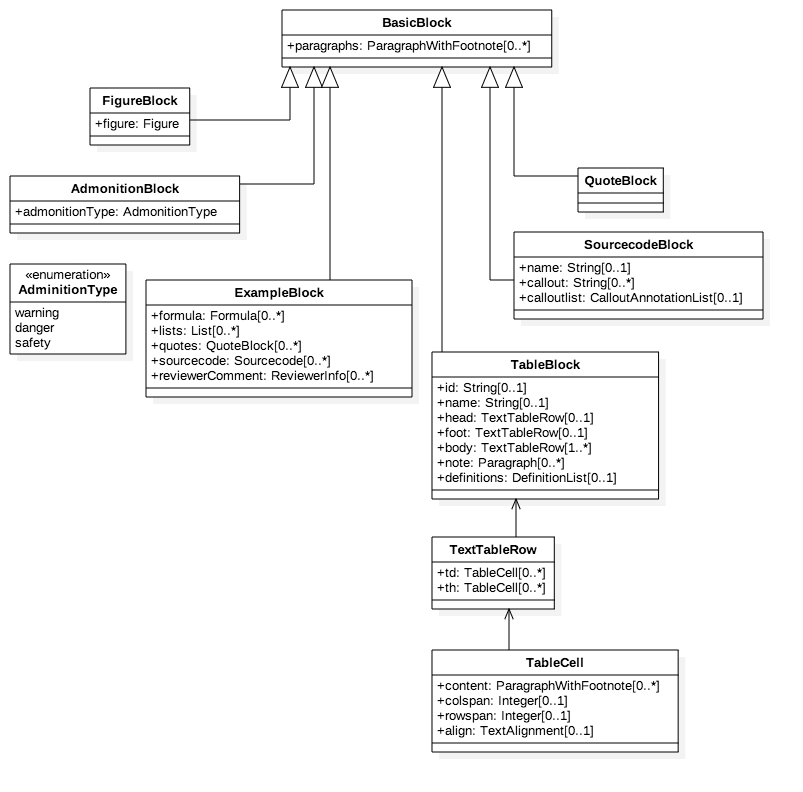 BasicBlock
+paragraphs: ParagraphWithFootnote[0..*]
FigureBlock
+figure: Figure
AdmonitionBlock
+admonitionType: AdmonitionType
QuoteBlock
SourcecodeBlock
+name: String[0..1]
+callout: String[0..*]
+calloutlist: CalloutAnnotationList[0..1]
«enumeration»
AdminitionType
warning
danger
safety
ExampleBlock
+formula: Formula[0..*]
+lists: List[0..*]
+quotes: QuoteBlock[0..*]
+sourcecode: Sourcecode[0..*]
+reviewerComment: ReviewerInfo[0..*]
TableBlock
+id: String[0..1]
+name: String[0..1]
+head: TextTableRow[0..1]
+foot: TextTableRow[0..1]
+body: TextTableRow[1..*]
+note: Paragraph[0..*]
+definitions: DefinitionList[0..1]
TextTableRow
+td: TableCell[0..*]
+th: TableCell[0..*]
TableCell
+content: ParagraphWithFootnote[0..*]
+colspan: Integer[0..1]
+rowspan: Integer[0..1]
+align: TextAlignment[0..1]